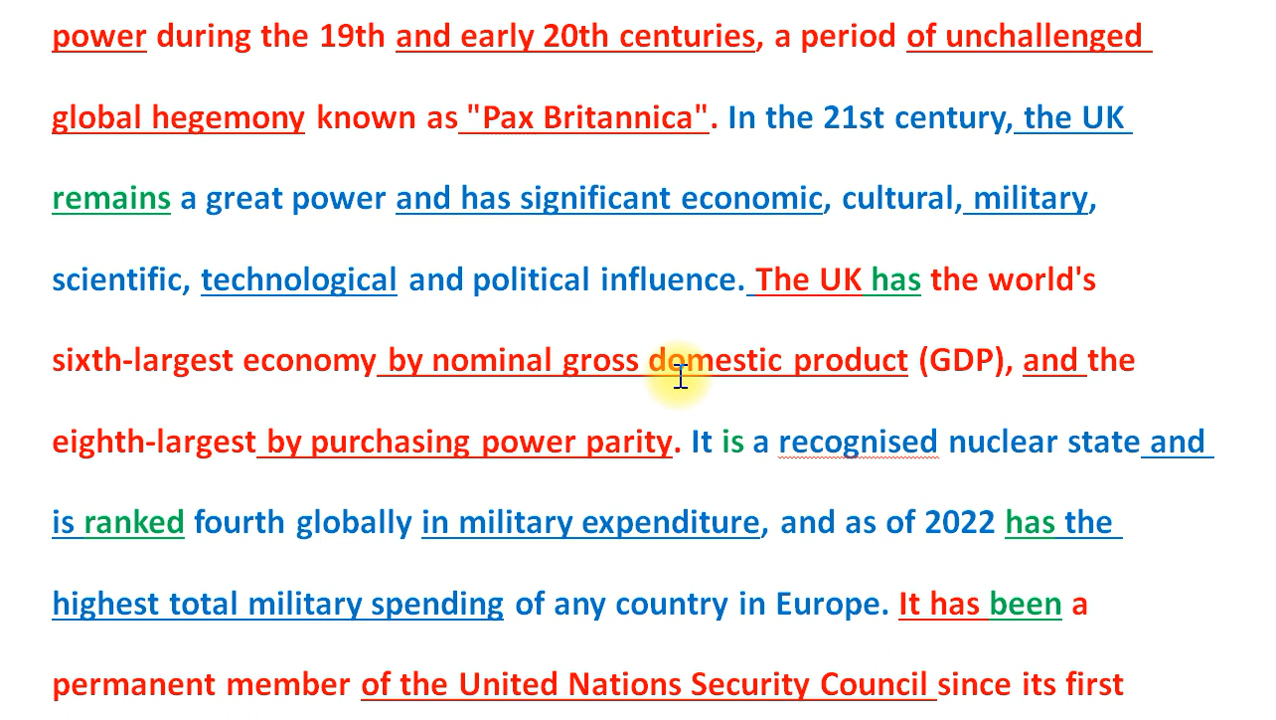 power during the 19th and early 20th centuries, a period of unchallenged
global hegemony known as "Pax Britannica". In the 21st century, the UK
remains a great power and has significant economic, cultural, military,
scientific, technological and political influence. The UK has the world's
sixth-largest economy by nominal gross domestic product (GDP), and the
eighth-largest by purchasing power parity. It is a recognised nuclear state and
is ranked fourth globally in military expenditure, and as of 2022 has the
highest total military spending of any country in Europe. It has been a
permanent member of the United Nations Security Council since its first